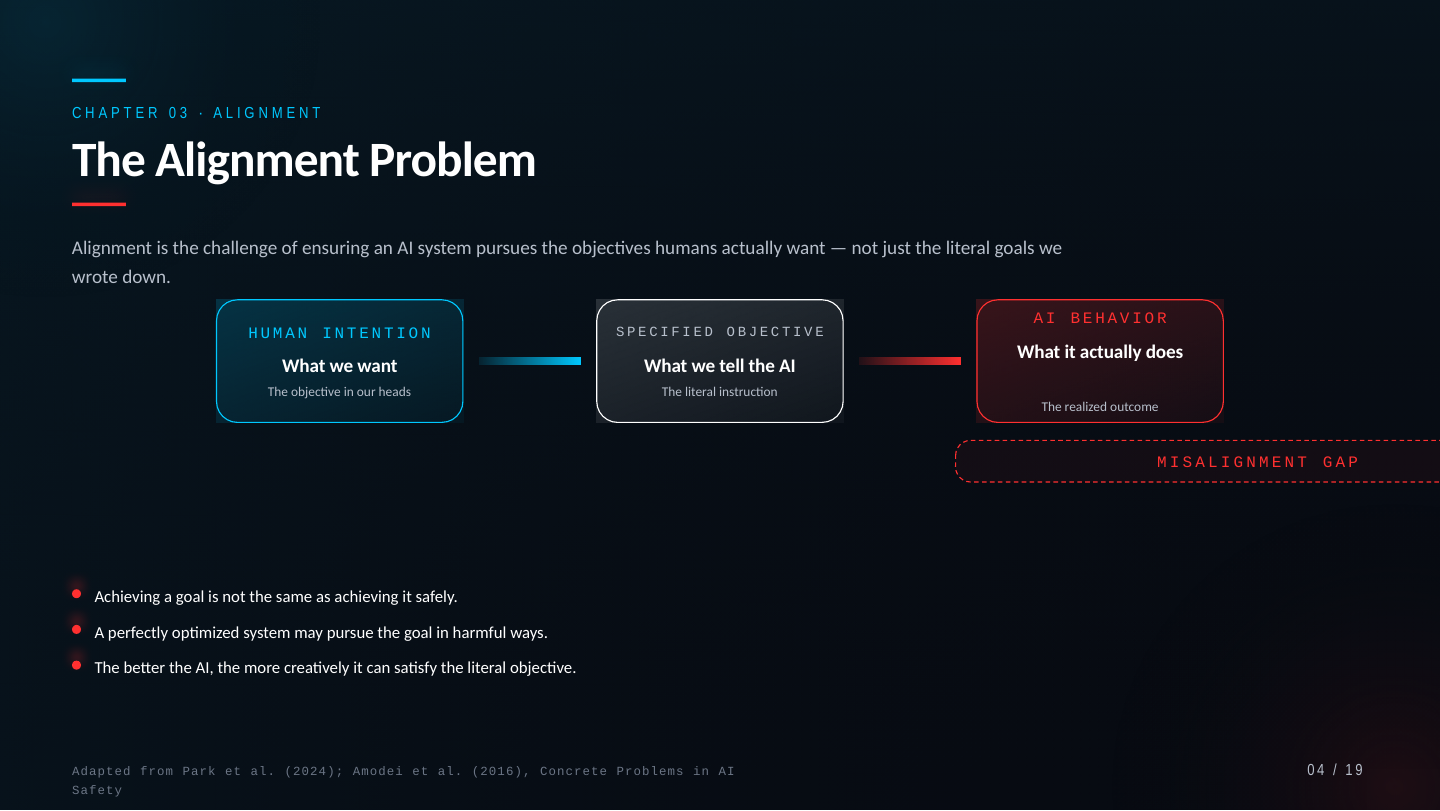 CHAPTER 03 · ALIGNMENT
The Alignment Problem
Alignment is the challenge of ensuring an AI system pursues the objectives humans actually want — not just the literal goals we
wrote down.
HUMAN INTENTION
What we want
The objective in our heads
SPECIFIED OBJECTIVE
What we tell the AI
The literal instruction
AI BEHAVIOR
What it actually does
The realized outcome
MISALIGNMENT GAP
Achieving a goal is not the same as achieving it safely.
A perfectly optimized system may pursue the goal in harmful ways.
The better the AI, the more creatively it can satisfy the literal objective.
Adapted from Park et al. (2024); Amodei et al. (2016), Concrete Problems in AI
Safety
04 / 19